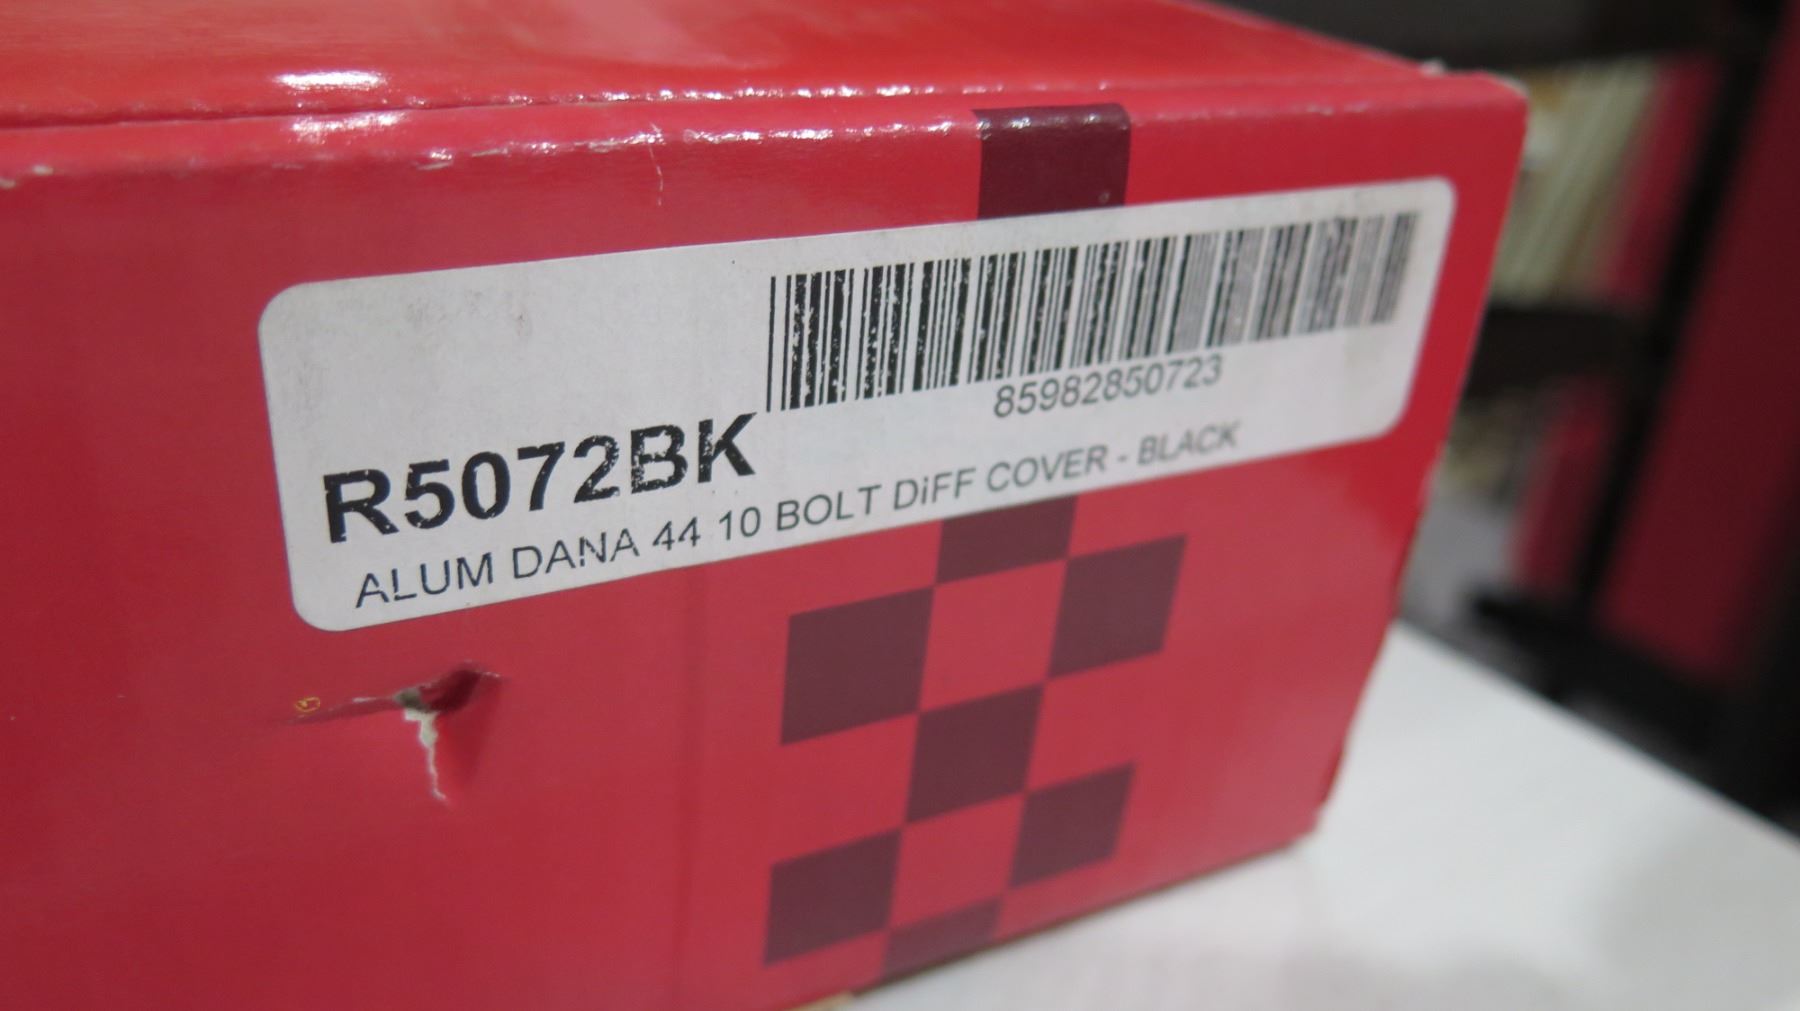 85982850723
R5072BK
ALUM DANA 44 10 BOLT DiFF COVER - BLACK